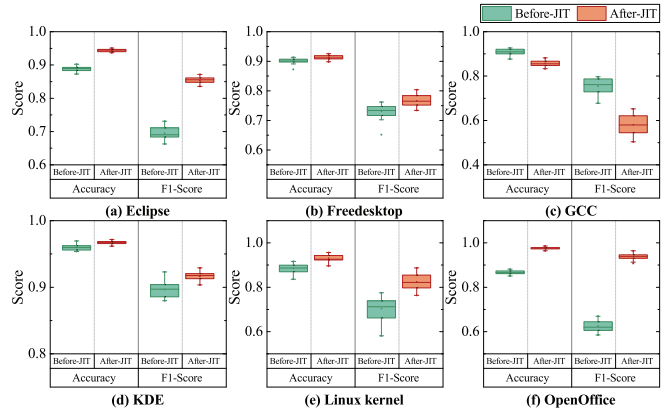 Before-JIT After-JIT
1.0
0.9
0.8
0.7
0.6
Score
Before-JIT After-JIT Before-JIT After-JIT
Accuracy F1-Score
(a) Eclipse
1.0
0.9
0.8
0.7
0.6
Score
Before-JIT After-JIT Before-JIT After-JIT
Accuracy F1-Score
(b) Freedesktop
1.0
0.8
0.6
0.4
Score
Before-JIT After-JIT Before-JIT After-JIT
Accuracy F1-Score
(c) GCC
1.0
0.9
0.8
Score
Before-JIT After-JIT Before-JIT After-JIT
Accuracy F1-Score
(d) KDE
1.0
0.8
0.6
Score
Before-JIT After-JIT Before-JIT After-JIT
Accuracy F1-Score
(e) Linux kernel
1.0
0.9
0.8
0.7
0.6
0.5
Score
Before-JIT After-JIT Before-JIT After-JIT
Accuracy F1-Score
(f) OpenOffice